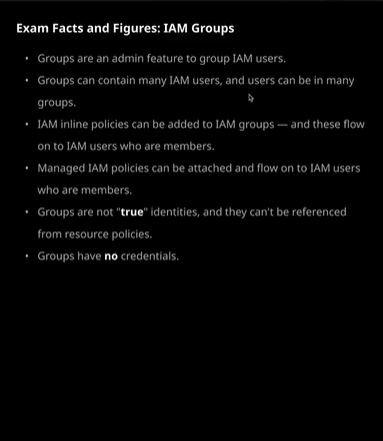 Exam Facts and Figures: IAM Groups
• Groups are an admin feature to group IAM users.
• Groups can contain many IAM users, and users can be in many
groups.
• IAM inline policies can be added to IAM groups — and these flow
on to IAM users who are members.
• Managed IAM policies can be attached and flow on to IAM users
who are members.
• Groups are not "true" identities, and they can't be referenced
from resource policies.
• Groups have no credentials.